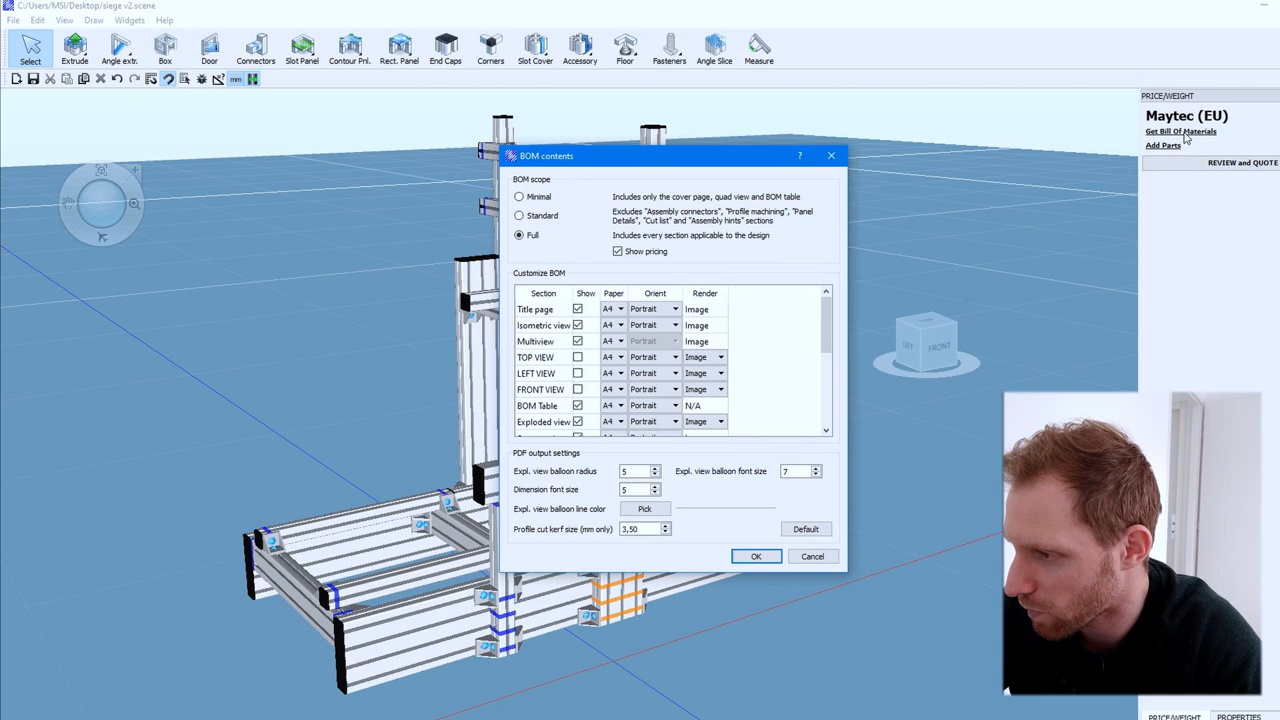 C:/Users/MSI/Desktop/siege v2.scene
File Edit View Draw Widgets Help
Select Extrude Angle extr. Box Door Connectors Slot Panel Contour Pnl. Rect. Panel End Caps Corners Slot Cover Accessory Floor Fasteners Angle Slice Measure
mm
PRICE/WEIGHT
Maytec (EU)
Get Bill Of Materials
Add Parts
REVIEW and QUOTE
BOM contents ?
BOM scope
Minimal Includes only the cover page, quad view and BOM table
Standard Excludes "Assembly connectors", "Profile machining", "Panel
Details", "Cut list" and "Assembly hints" sections
Full Includes every section applicable to the design
Show pricing
Customize BOM
Section Show Paper Orient Render
Title page A4 Portrait Image
Isometric view A4 Portrait Image
Multiview A4 Portrait Image
TOP VIEW A4 Portrait Image
LEFT VIEW A4 Portrait Image
FRONT VIEW A4 Portrait Image
BOM Table A4 Portrait N/A
Exploded view A4 Portrait Image
PDF output settings
Expl. view balloon radius 5 Expl. view balloon font size 7
Dimension font size 5
Expl. view balloon line color Pick
Profile cut kerf size (mm only) 3,50 Default
OK Cancel
FRONT
PRICE/WEIGHT PROPERTIES